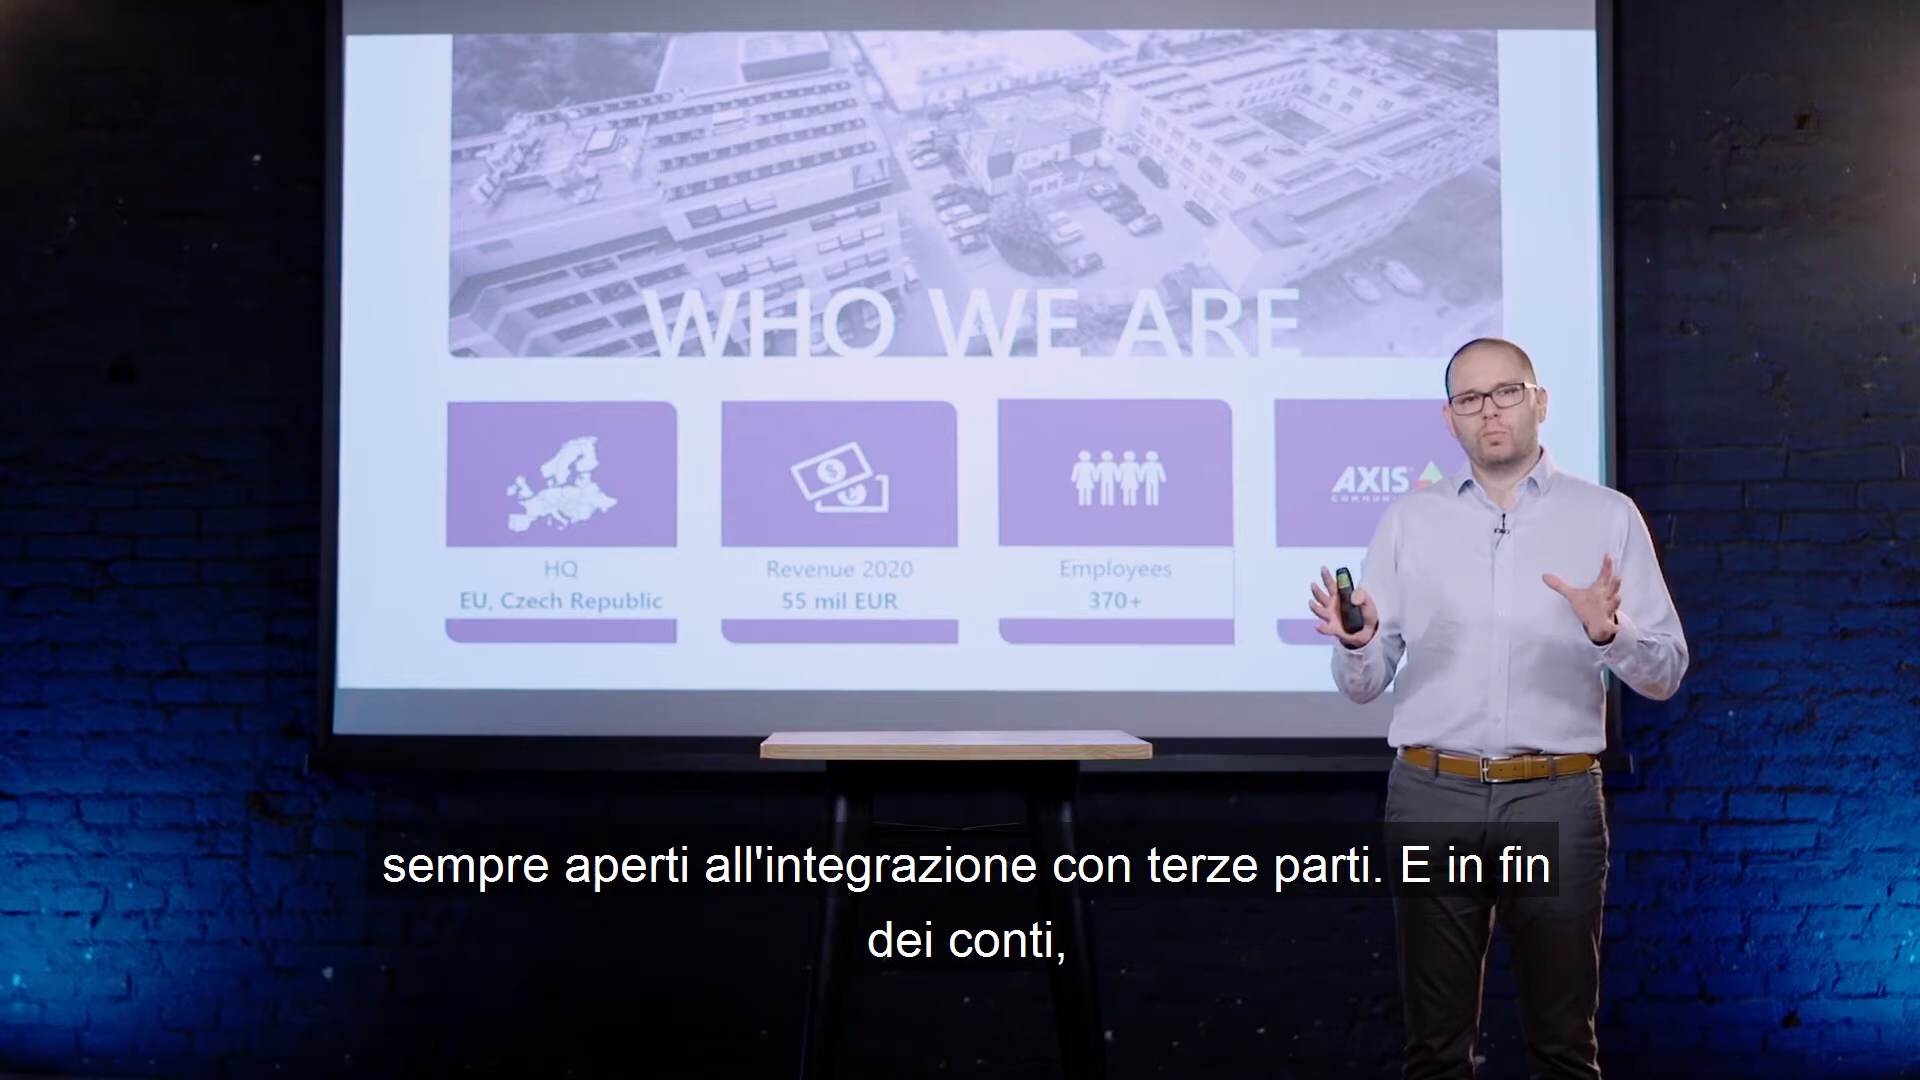 WHO WE ARE
AXIS
HQ
EU, Czech Republic
Revenue 2020
55 mil EUR
Employees
370+
sempre aperti all'integrazione con terze parti. E in fin
dei conti,